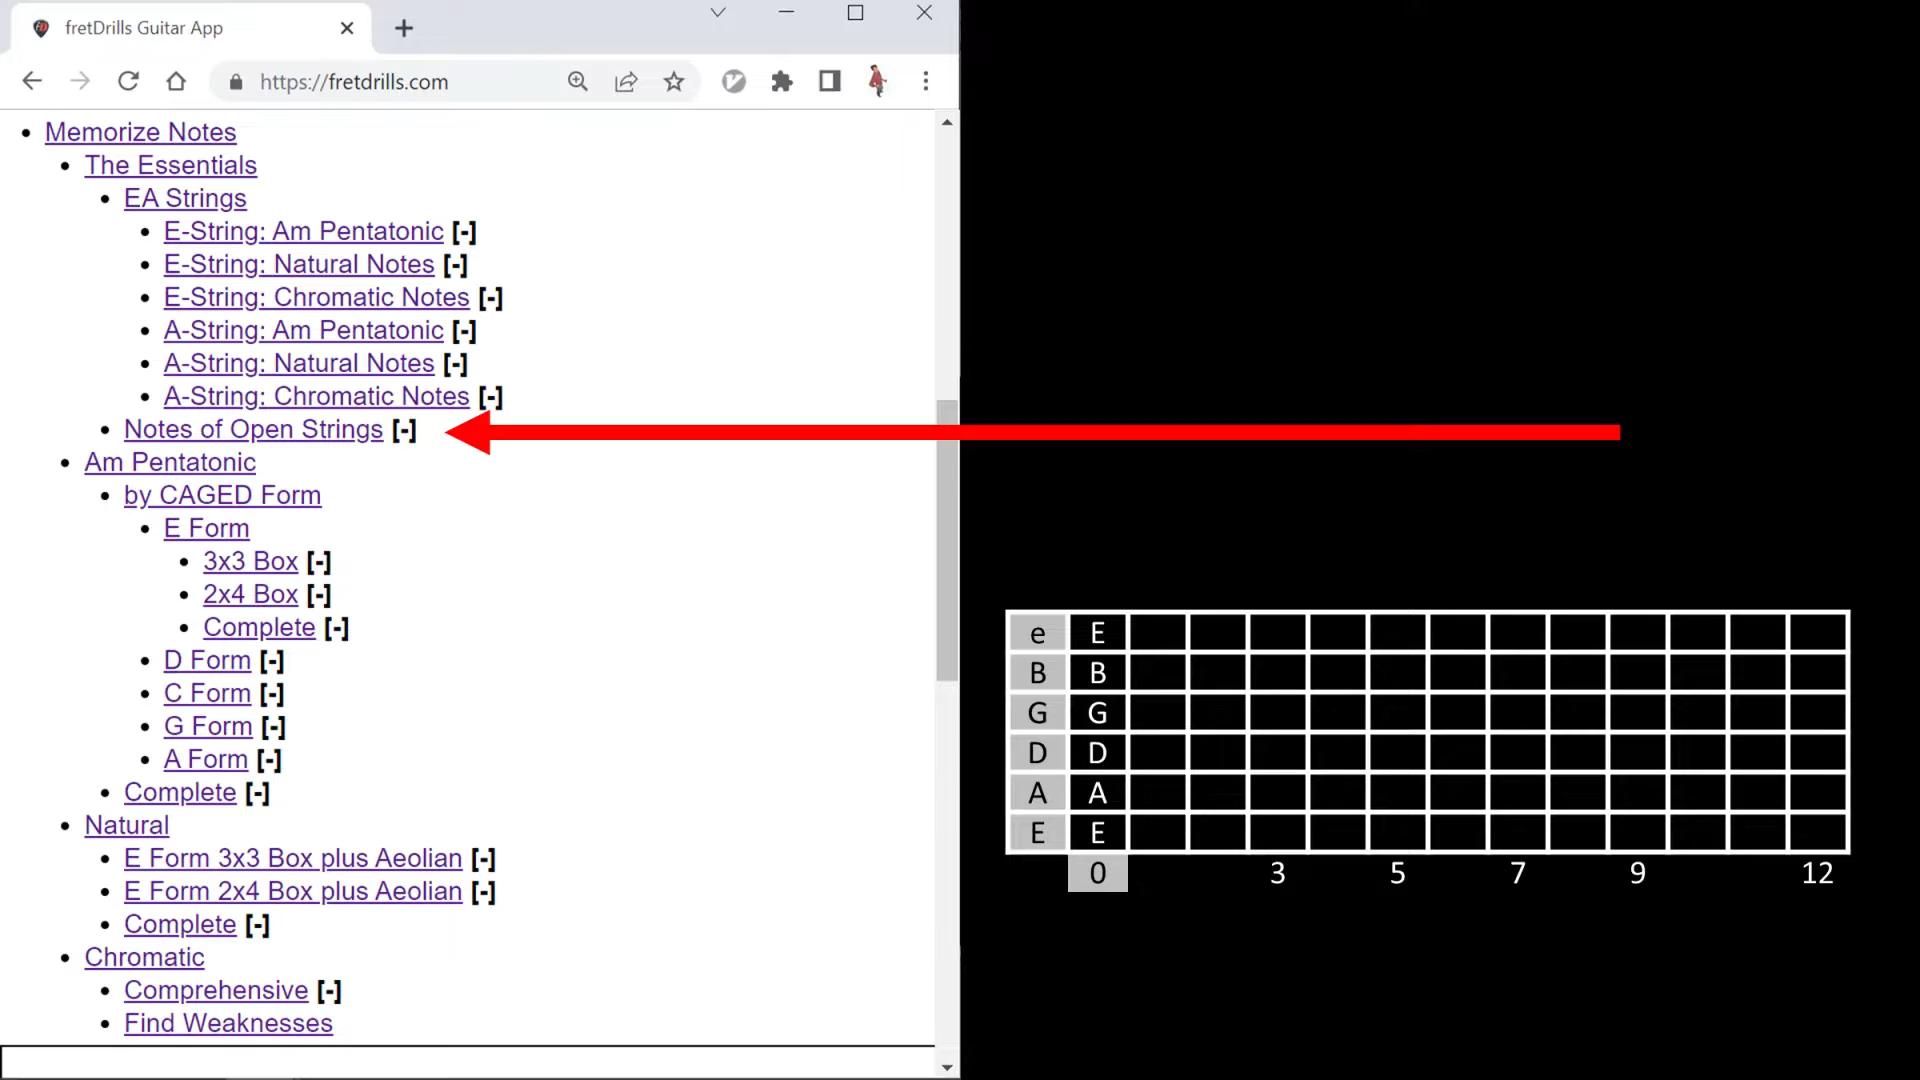 fretDrills Guitar App
https://fretdrills.com
Memorize Notes
The Essentials
EA Strings
E-String: Am Pentatonic [-]
E-String: Natural Notes [-]
E-String: Chromatic Notes [-]
A-String: Am Pentatonic [-]
A-String: Natural Notes [-]
A-String: Chromatic Notes [-]
Notes of Open Strings [-]
Am Pentatonic
by CAGED Form
E Form
3x3 Box [-]
2x4 Box [-]
Complete [-]
D Form [-]
C Form [-]
G Form [-]
A Form [-]
Complete [-]
Natural
E Form 3x3 Box plus Aeolian [-]
E Form 2x4 Box plus Aeolian [-]
Complete [-]
Chromatic
Comprehensive [-]
Find Weaknesses
e E
B B
G G
D D
A A
E E
0 3 5 7 9 12